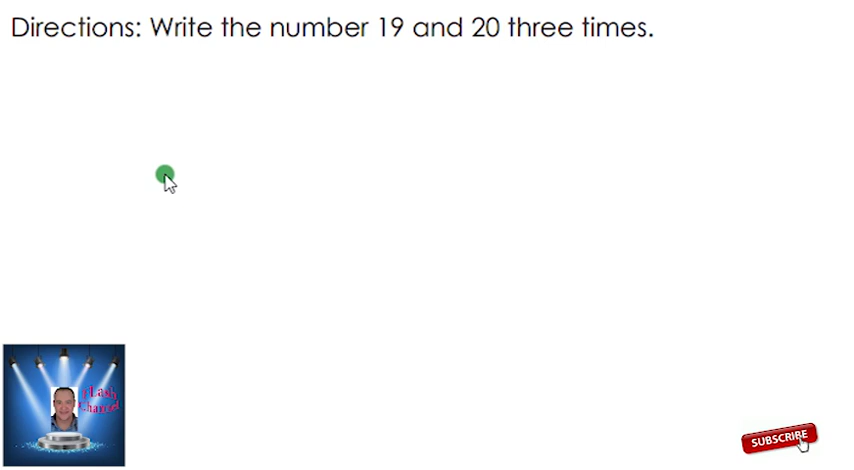 Directions: Write the number 19 and 20 three times.
Flash
Channel
SUBSCRIBE